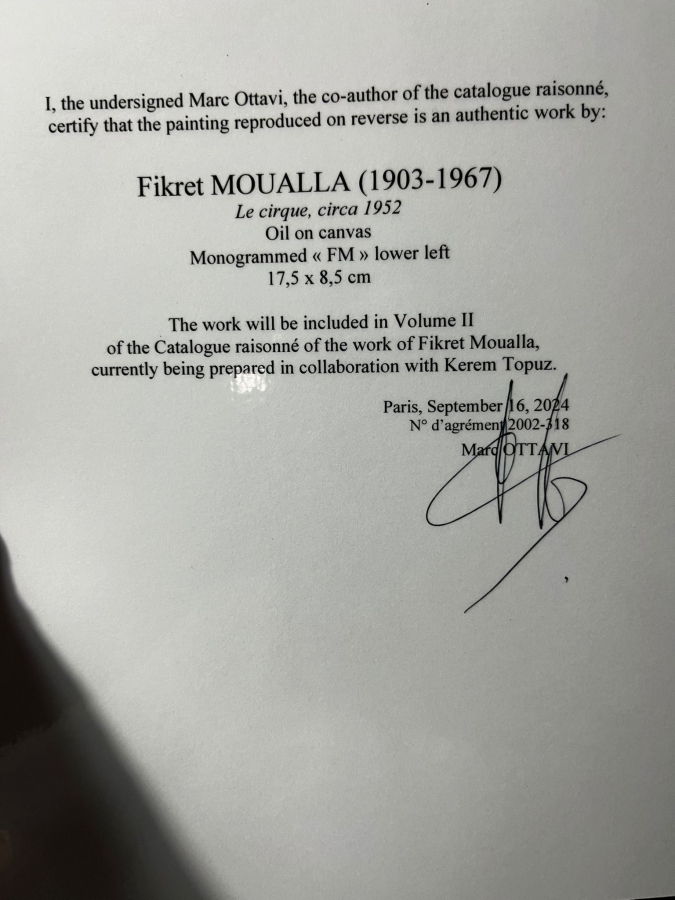 I, the undersigned Marc Ottavi, the co-author of the catalogue raisonné,
certify that the painting reproduced on reverse is an authentic work by:
Fikret MOUALLA (1903-1967)
Le cirque, circa 1952
Oil on canvas
Monogrammed « FM » lower left
17,5 x 8,5 cm
The work will be included in Volume II
of the Catalogue raisonné of the work of Fikret Moualla,
currently being prepared in collaboration with Kerem Topuz.
Paris, September 16, 2024
N° d'agrément 2002-318
Marc OTTAVI